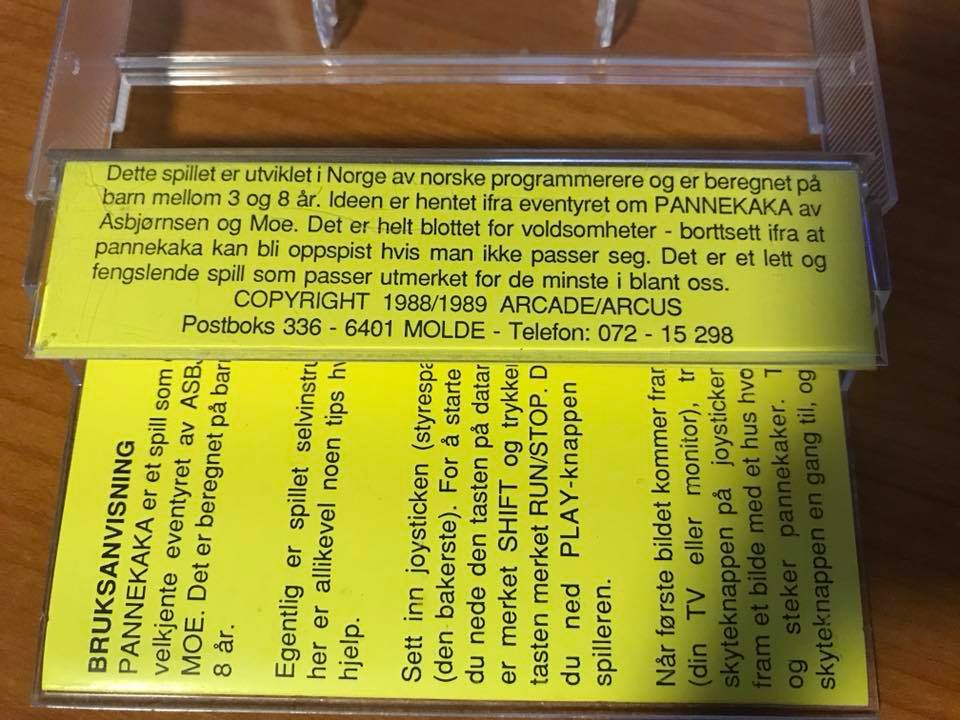 Dette spillet er utviklet i Norge av norske programmerere og er beregnet på
barn mellom 3 og 8 år. Ideen er hentet ifra eventyret om PANNEKAKA av
Asbjørnsen og Moe. Det er helt blottet for voldsomheter - borttsett ifra at
pannekaka kan bli oppspist hvis man ikke passer seg. Det er et lett og
fengslende spill som passer utmerket for de minste i blant oss.
COPYRIGHT 1988/1989 ARCADE/ARCUS
Postboks 336 - 6401 MOLDE - Telefon: 072 - 15 298
BRUKSANVISNING
PANNEKAKA er et spill som
velkjente eventyret av
MOE. Det er beregnet på
8 år.
Egentlig er spillet
her er allikevel noen tips
hjelp.
Sett inn joysticken
(den bakerste). For å starte
du nede den tasten på
er merket SHIFT og
tasten merket RUN/STOP.
du ned PLAY-knappen
spilleren.
Når første bildet kommer
(din TV eller monitor),
skyteknappen på
fram et bilde med et hus
og steker pannekaker.
skyteknappen en gang til, og